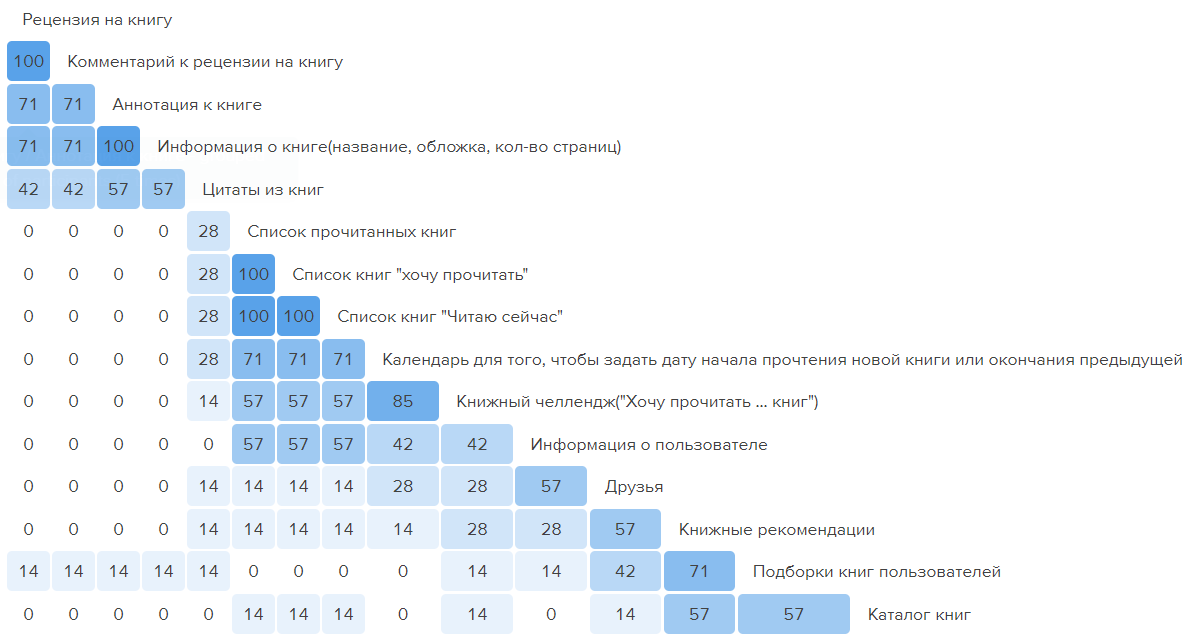 Рецензия на книгу
100 Комментарий к рецензии на книгу
71 71 Аннотация к книге
71 71 100 Информация о книге(название, обложка, кол-во страниц)
42 42 57 57 Цитаты из книг
0 0 0 0 28 Список прочитанных книг
0 0 0 0 28 100 Список книг "хочу прочитать"
0 0 0 0 28 100 100 Список книг "Читаю сейчас"
0 0 0 0 28 71 71 71 Календарь для того, чтобы задать дату начала прочтения новой книги или окончания предыдущей
0 0 0 0 14 57 57 57 85 Книжный челлендж("Хочу прочитать ... книг")
0 0 0 0 0 57 57 57 42 42 Информация о пользователе
0 0 0 0 14 14 14 14 28 28 57 Друзья
0 0 0 0 14 14 14 14 14 28 28 57 Книжные рекомендации
14 14 14 14 14 0 0 0 0 14 14 42 71 Подборки книг пользователей
0 0 0 0 0 14 14 14 0 14 0 14 57 57 Каталог книг